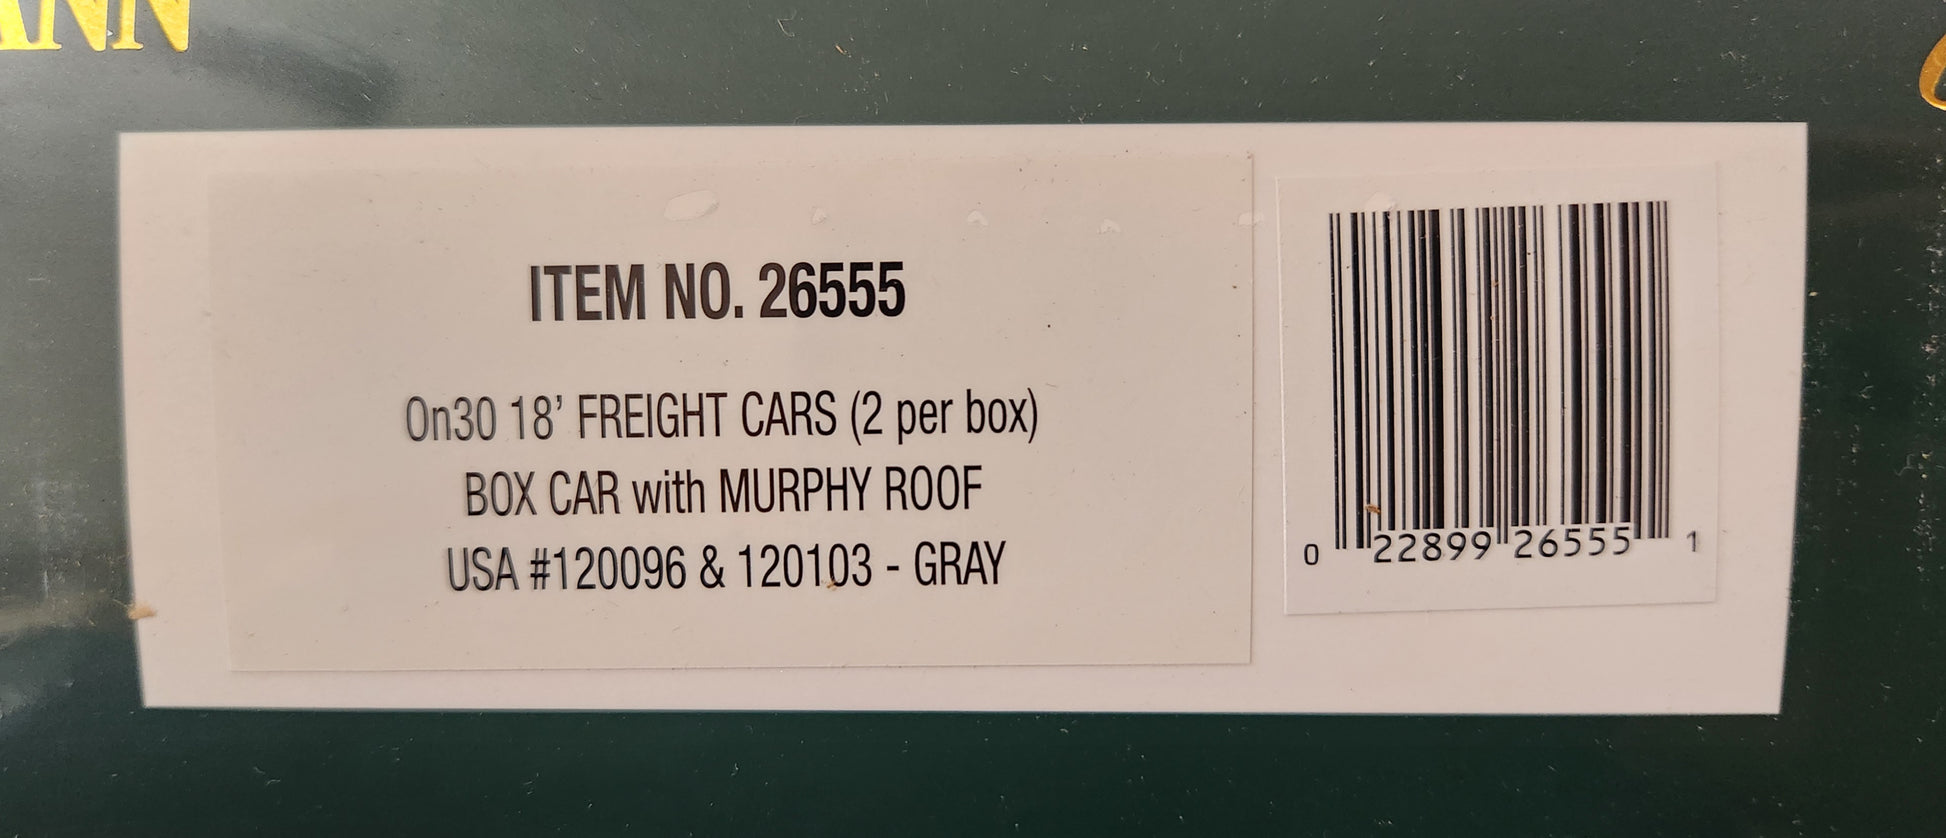 ANN
ITEM NO. 26555
On30 18’ FREIGHT CARS (2 per box)
BOX CAR with MURPHY ROOF
USA #120096 & 120103 - GRAY
0 22899 26555 1